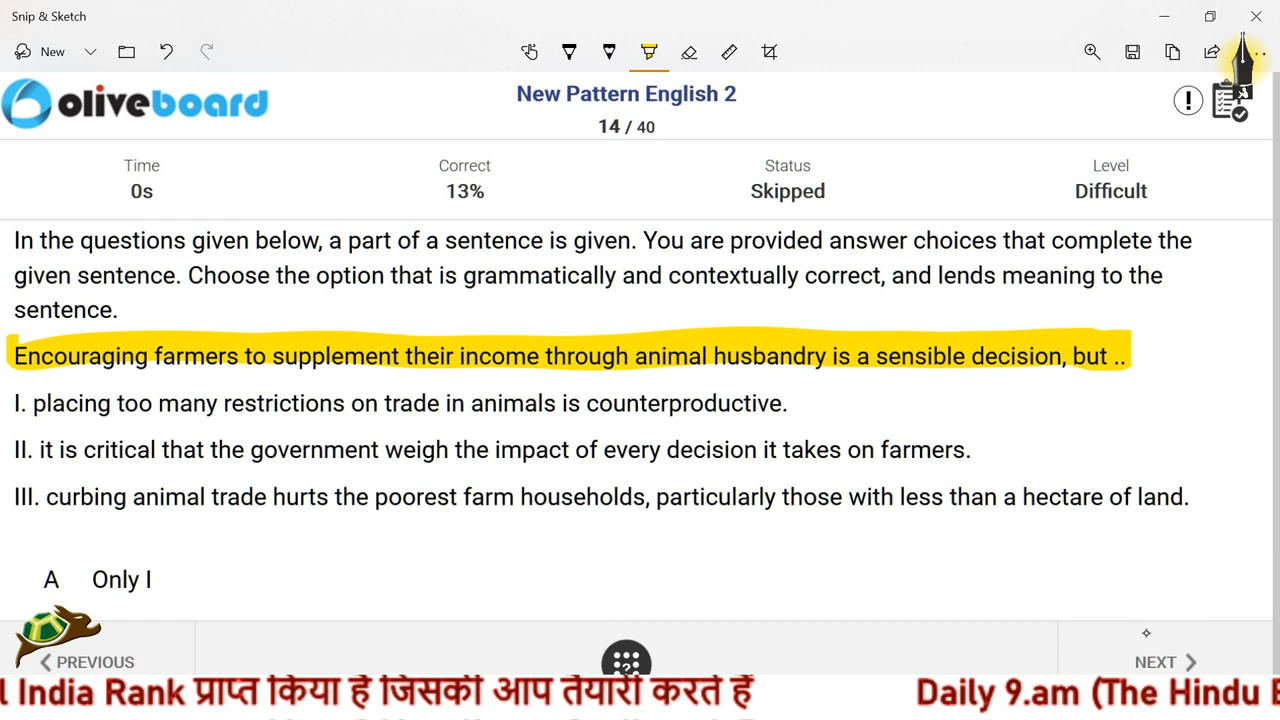 Snip & Sketch
New
oliveboard
New Pattern English 2
14 / 40
Time
0s
Correct
13%
Status
Skipped
Level
Difficult
In the questions given below, a part of a sentence is given. You are provided answer choices that complete the
given sentence. Choose the option that is grammatically and contextually correct, and lends meaning to the
sentence.
Encouraging farmers to supplement their income through animal husbandry is a sensible decision, but ..
I. placing too many restrictions on trade in animals is counterproductive.
II. it is critical that the government weigh the impact of every decision it takes on farmers.
III. curbing animal trade hurts the poorest farm households, particularly those with less than a hectare of land.
A Only I
PREVIOUS
NEXT
India Rank प्राप्त किया है जिसकी आप तैयारी करते हैं Daily 9.am (The Hindu